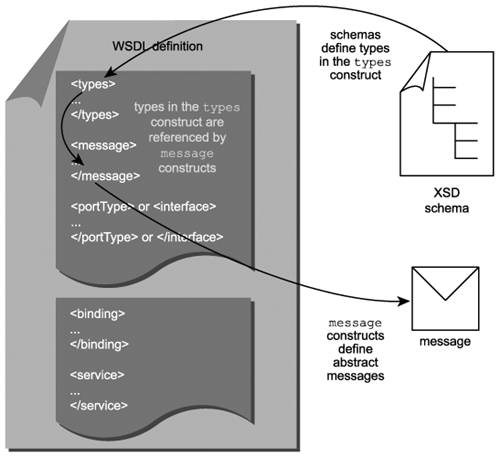 WSDL definition
<types>
...
</types>
<message>
...
</message>
<portType> or <interface>
...
</portType> or </interface>
types in the types
construct are
referenced by
message
constructs
<binding>
...
</binding>
<service>
...
</service>
schemas
define types
in the types
construct
XSD
schema
message
message
constructs
define
abstract
messages